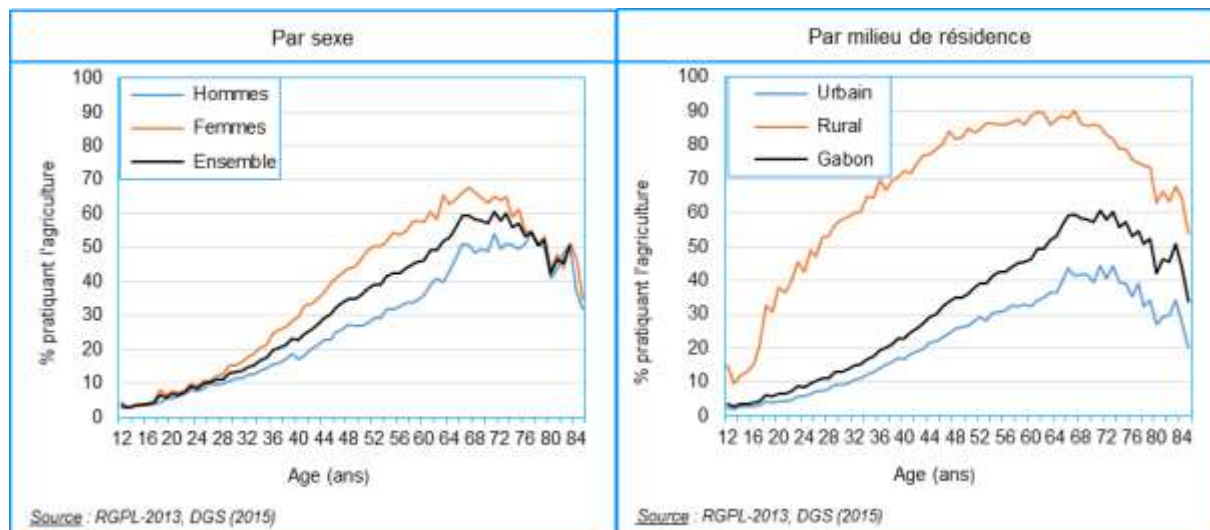 Par sexe
100
90
80
70
60
50
40
30
20
10
0
% pratiquant l'agriculture
Hommes
Femmes
Ensemble
12 16 20 24 28 32 36 40 44 48 52 56 60 64 68 72 76 80 84
Age (ans)
Source : RGPL-2013, DGS (2015)
Par milieu de résidence
100
90
80
70
60
50
40
30
20
10
0
% pratiquant l'agriculture
Urbain
Rural
Gabon
12 16 20 24 28 32 36 40 44 48 52 56 60 64 68 72 76 80 84
Age (ans)
Source : RGPL-2013, DGS (2015)